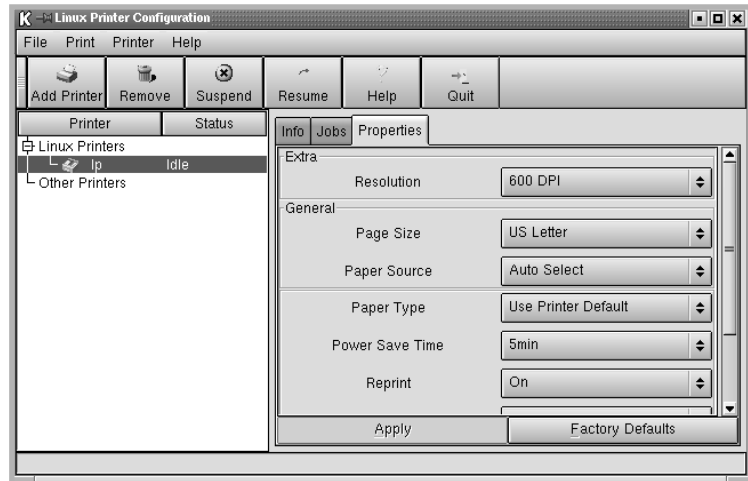 Linux Printer Configuration
File Print Printer Help
Add Printer Remove Suspend Resume Help Quit
Printer Status
Linux Printers
lp Idle
Other Printers
Info Jobs Properties
Extra
Resolution 600 DPI
General
Page Size US Letter
Paper Source Auto Select
Paper Type Use Printer Default
Power Save Time 5min
Reprint On
Apply Factory Defaults